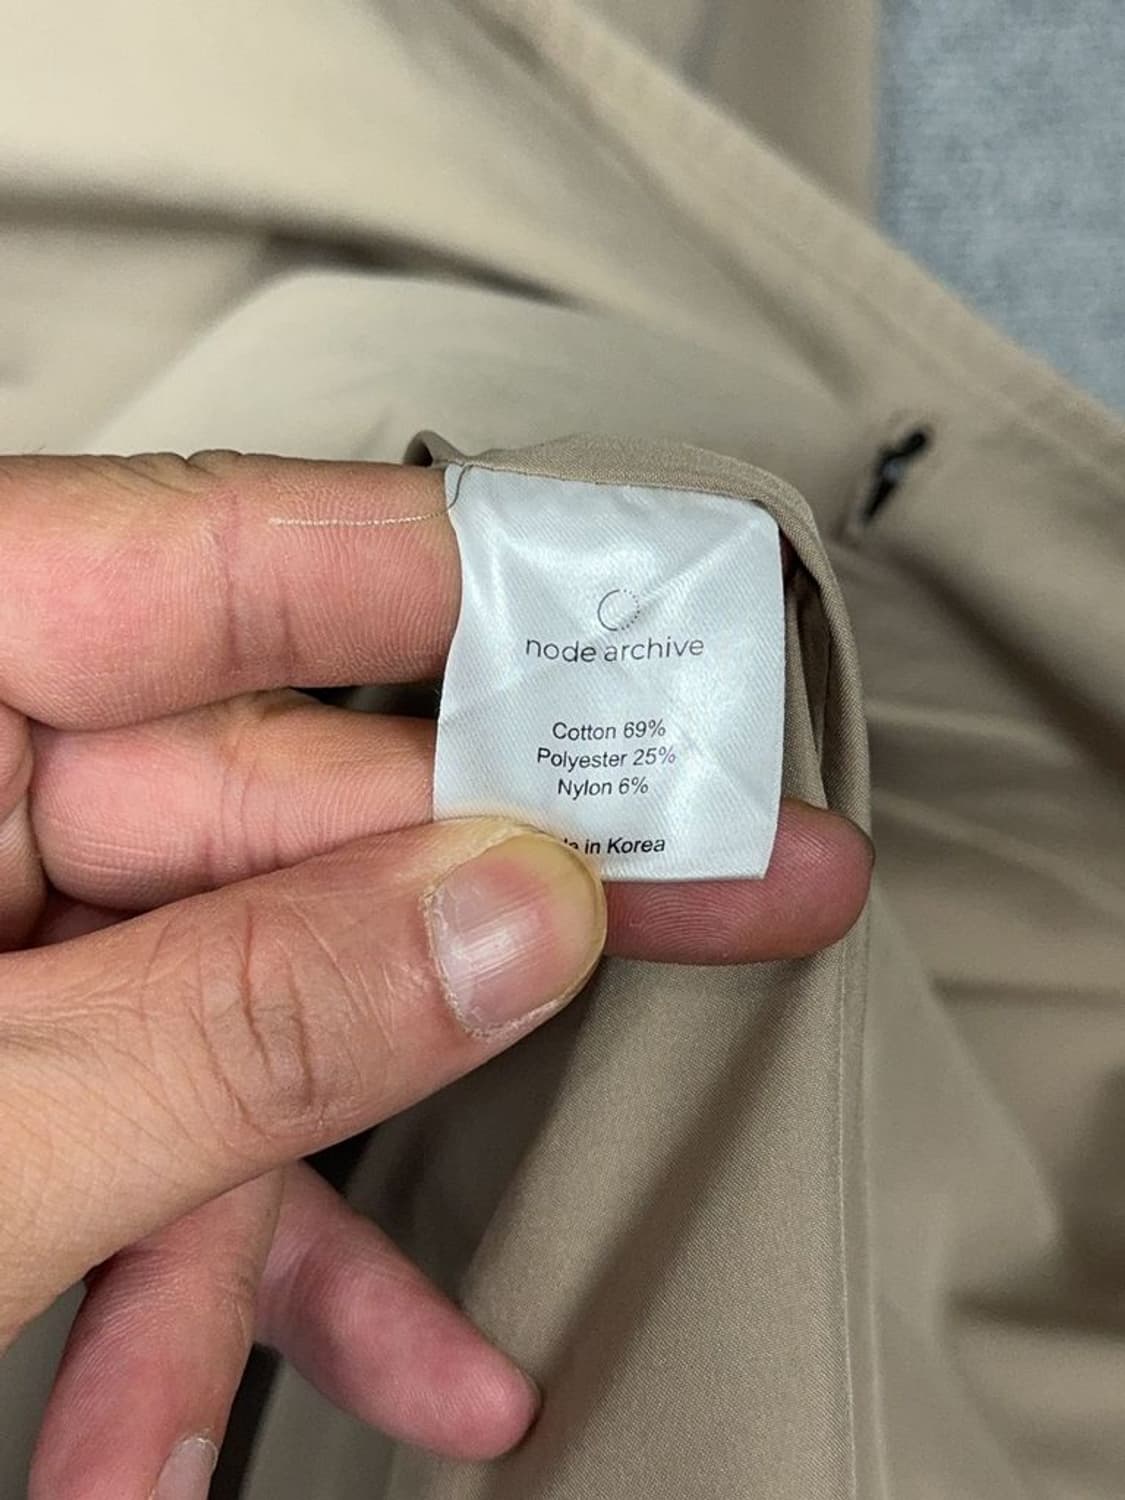 node archive
Cotton 69%
Polyester 25%
Nylon 6%
in Korea